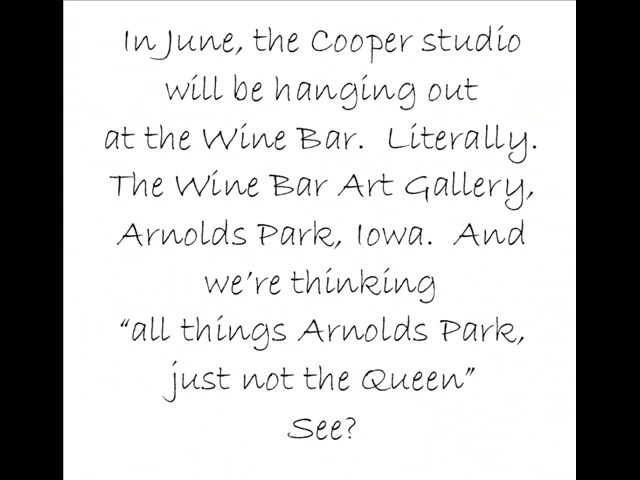 In June, the Cooper studio
will be hanging out
at the Wine Bar.  Literally.
The Wine Bar Art Gallery,
Arnolds Park, Iowa.  And
we're thinking
“all things Arnolds Park,
just not the Queen”
See?